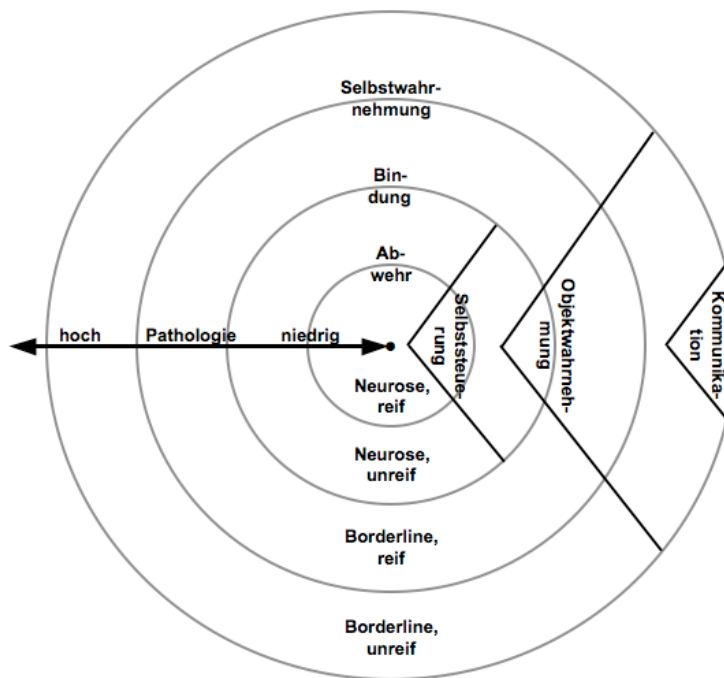 Selbstwahr-
nehmung
Bin-
dung
Ab-
wehr
hoch Pathologie niedrig
Selbststeue-
rung
Objektwahrneh-
mung
Kommunika-
tion
Neurose,
reif
Neurose,
unreif
Borderline,
reif
Borderline,
unreif